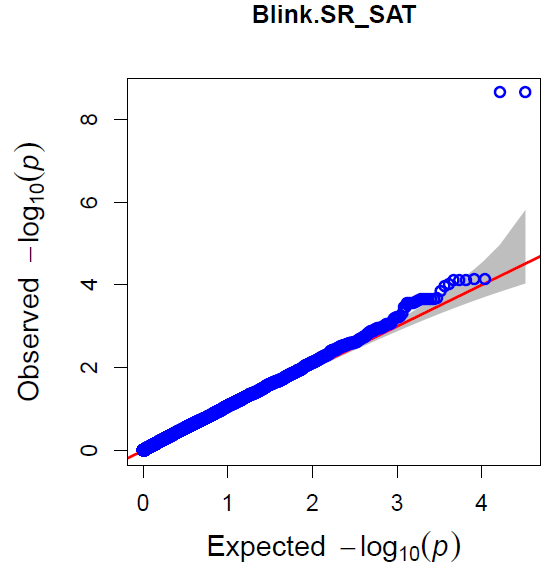 Blink.SR_SAT
8
6
4
2
0
Observed −log₁₀(p)
0 1 2 3 4
Expected −log₁₀(p)